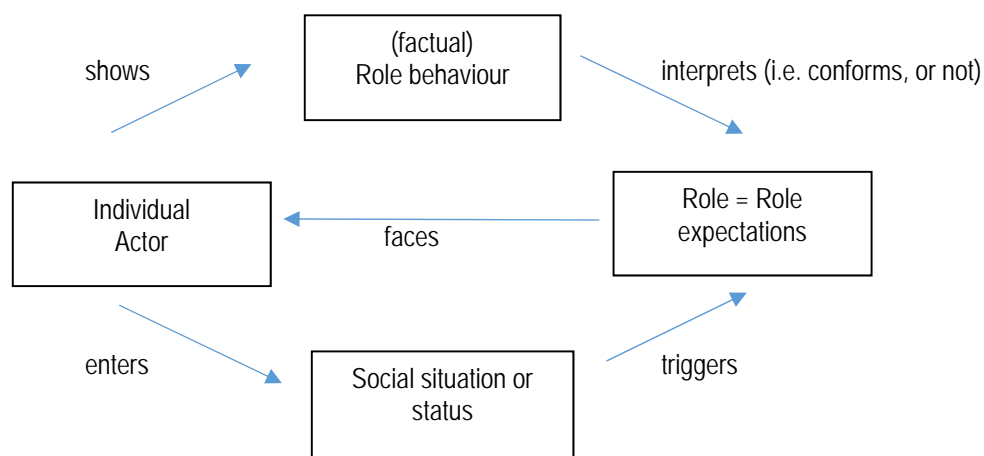 (factual)
Role behaviour
shows
interprets (i.e. conforms, or not)
Individual
Actor
Role = Role
expectations
faces
enters
Social situation or
status
triggers